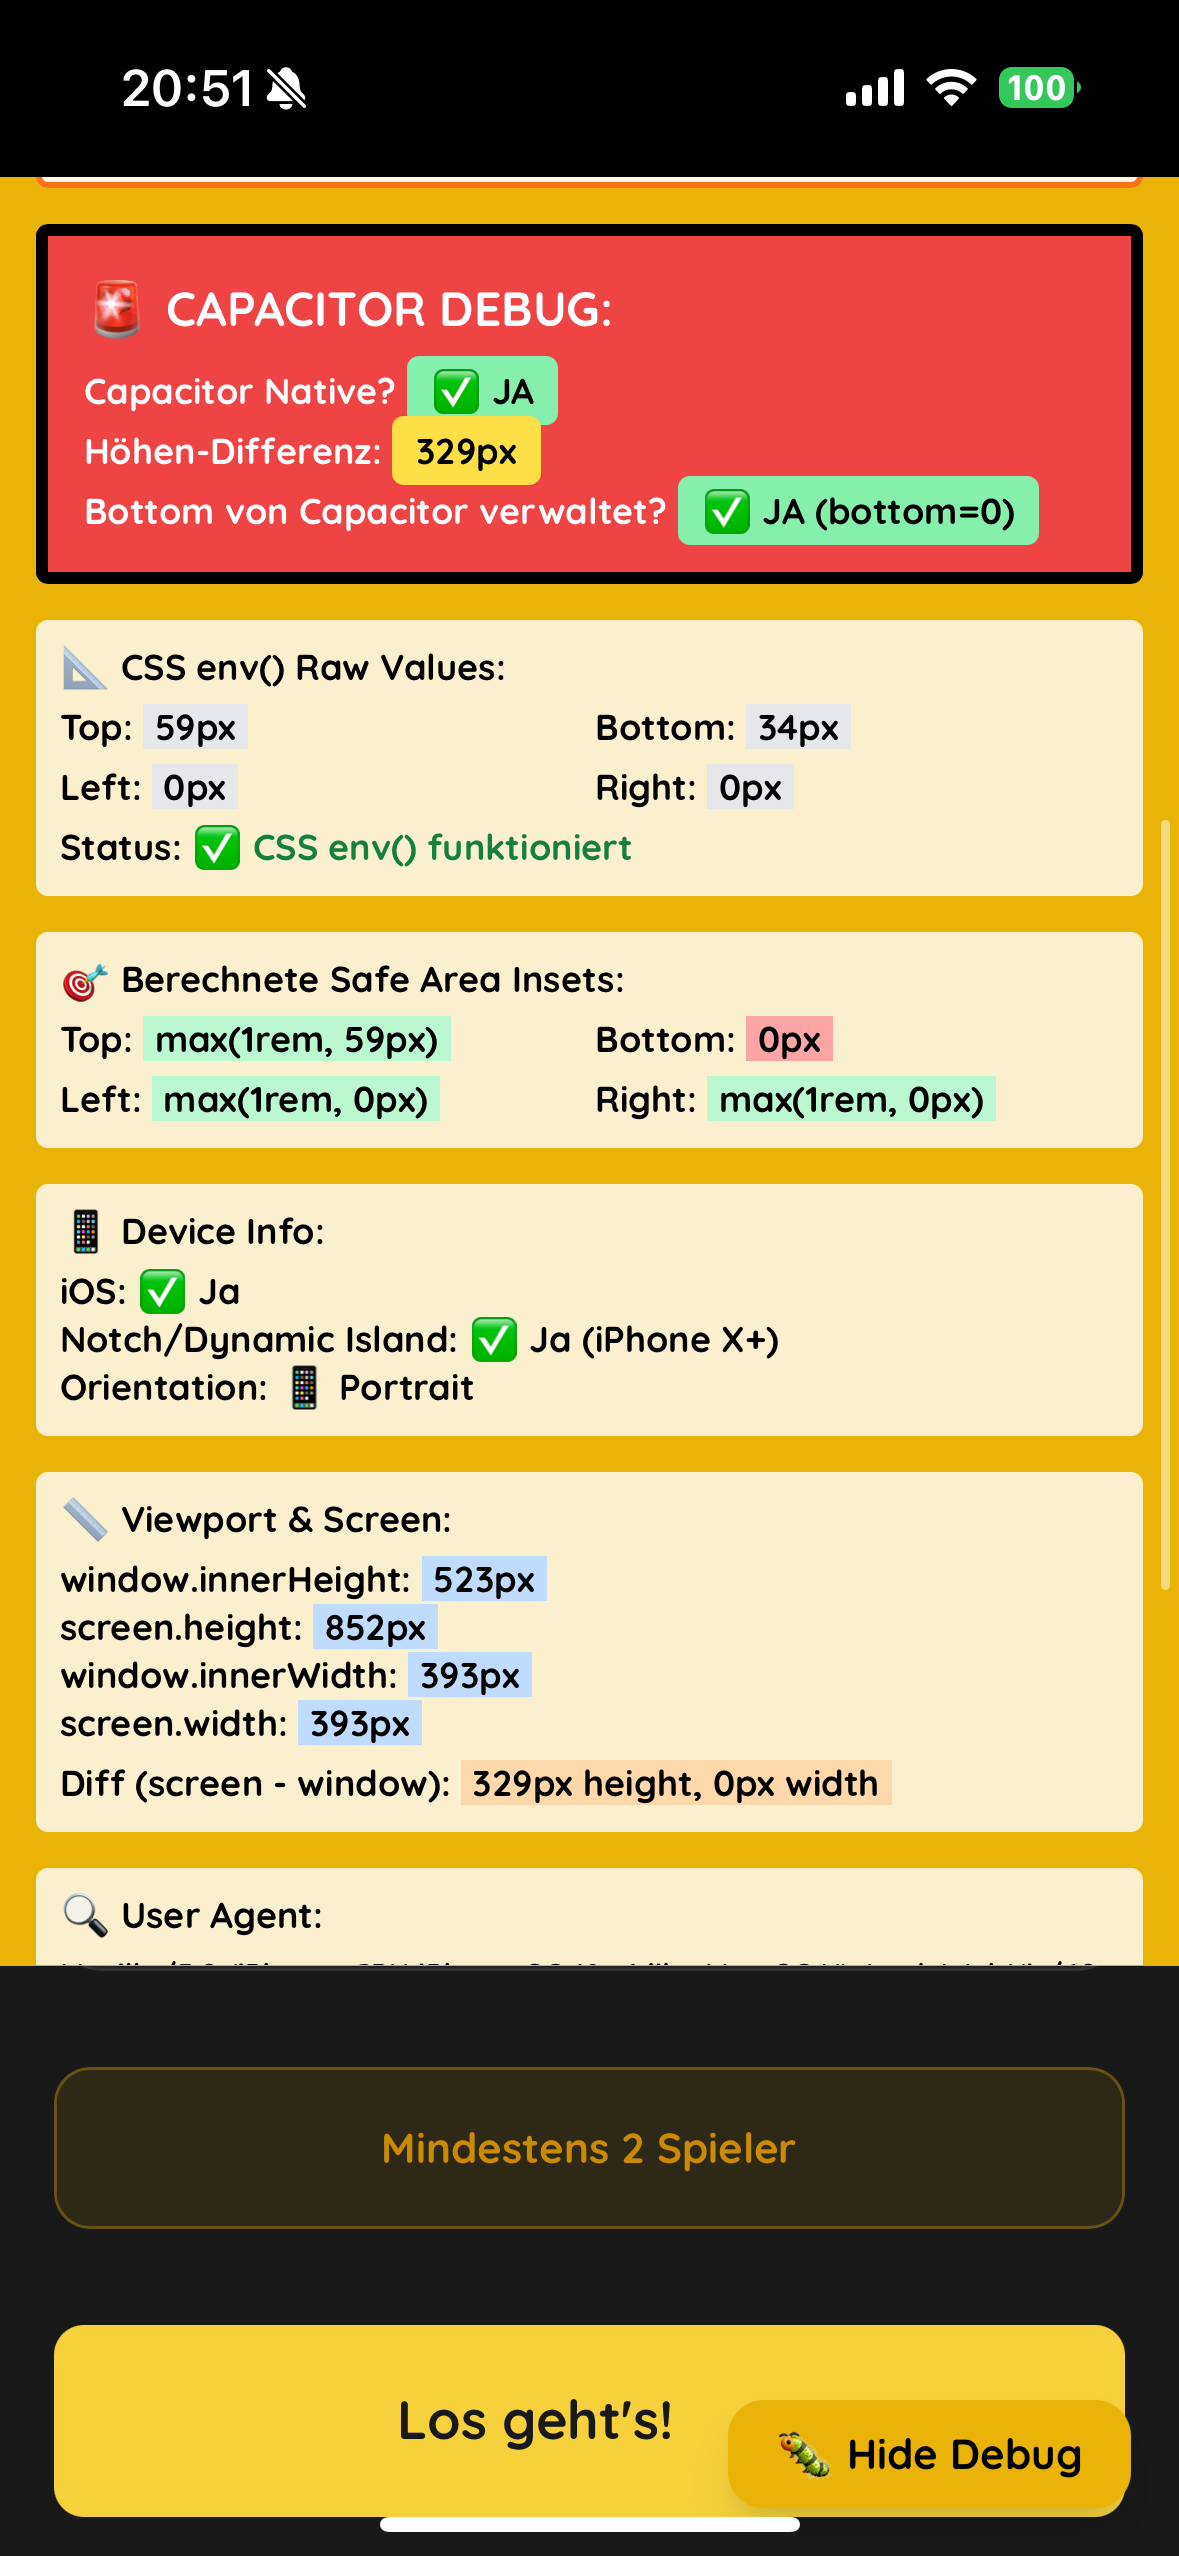 20:51
100
CAPACITOR DEBUG:
Capacitor Native? ✅ JA
Höhen-Differenz: 329px
Bottom von Capacitor verwaltet? ✅ JA (bottom=0)
CSS env() Raw Values:
Top: 59px Bottom: 34px
Left: 0px Right: 0px
Status: ✅ CSS env() funktioniert
Berechnete Safe Area Insets:
Top: max(1rem, 59px) Bottom: 0px
Left: max(1rem, 0px) Right: max(1rem, 0px)
Device Info:
iOS: ✅ Ja
Notch/Dynamic Island: ✅ Ja (iPhone X+)
Orientation: 📱 Portrait
Viewport & Screen:
window.innerHeight: 523px
screen.height: 852px
window.innerWidth: 393px
screen.width: 393px
Diff (screen - window): 329px height, 0px width
User Agent:
Mindestens 2 Spieler
Los geht's!
Hide Debug